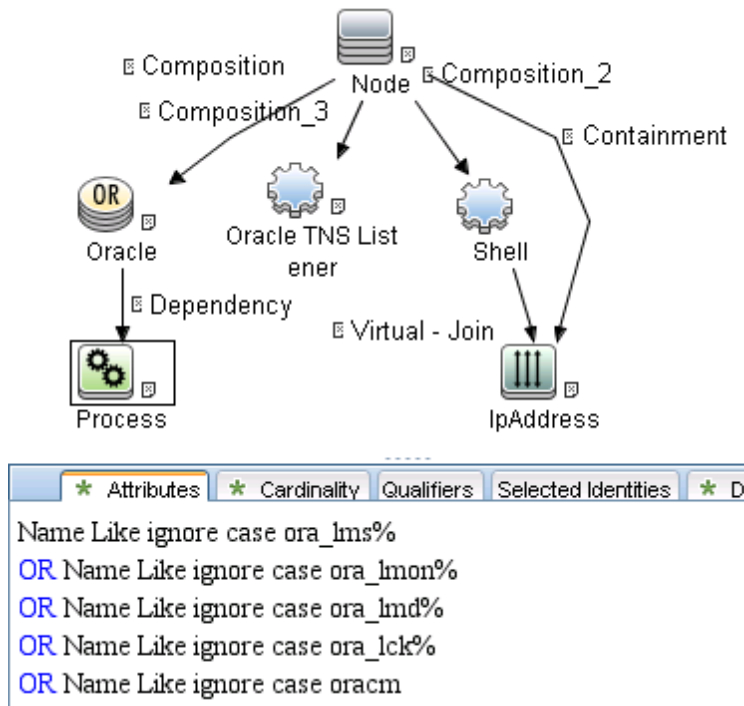 Node
Composition
Composition_2
Composition_3
Containment
OR
Oracle
Oracle TNS List
ener
Shell
Dependency
Virtual - Join
Process
IpAddress
* Attributes * Cardinality Qualifiers Selected Identities * D
Name Like ignore case ora_lms%
OR Name Like ignore case ora_lmon%
OR Name Like ignore case ora_lmd%
OR Name Like ignore case ora_lck%
OR Name Like ignore case oracm